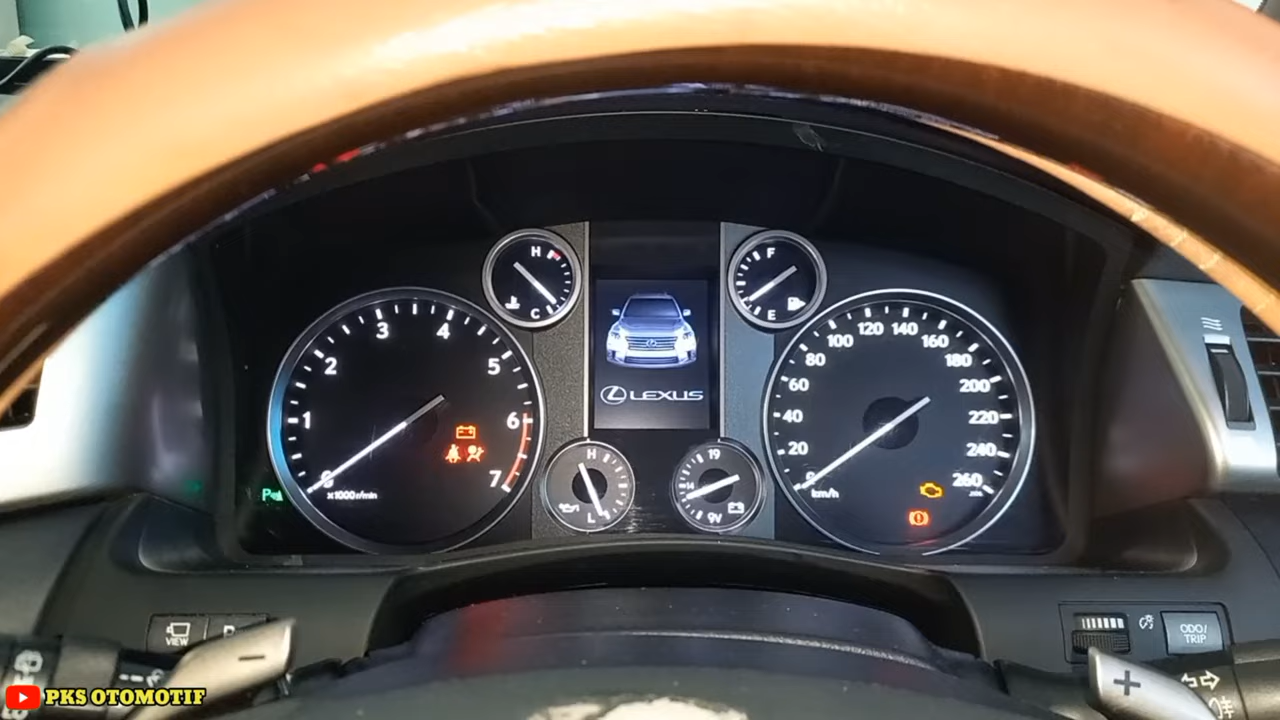 H
C
F
E
LEXUS
0
1
2
3
4
5
6
7
x1000r/min
P
H
L
19
14
9V
0
20
40
60
80
100
120
140
160
180
200
220
240
260
km/h
VIEW
ODO/
TRIP
−
+
PKS OTOMOTIF